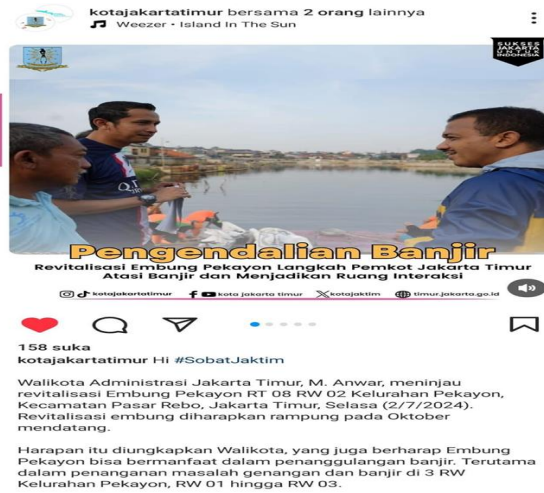 kotajakartatimur bersama 2 orang lainnya
Weezer • Island In The Sun
SUKSES
JAKARTA
UNTUK
INDONESIA
Pengendalian Banjir
Revitalisasi Embung Pekayon Langkah Pemkot Jakarta Timur
Atasi Banjir dan Menjadikan Ruang Interaksi
kotajakartatimur kota jakarta timur kotajaktim timur.jakarta.go.id
158 suka
kotajakartatimur Hi #SobatJaktim
Walikota Administrasi Jakarta Timur, M. Anwar, meninjau
revitalisasi Embung Pekayon RT 08 RW 02 Kelurahan Pekayon,
Kecamatan Pasar Rebo, Jakarta Timur, Selasa (2/7/2024).
Revitalisasi embung diharapkan rampung pada Oktober
mendatang.
Harapan itu diungkapkan Walikota, yang juga berharap Embung
Pekayon bisa bermanfaat dalam penanggulangan banjir. Terutama
dalam penanganan masalah genangan dan banjir di 3 RW
Kelurahan Pekayon, RW 01 hingga RW 03.